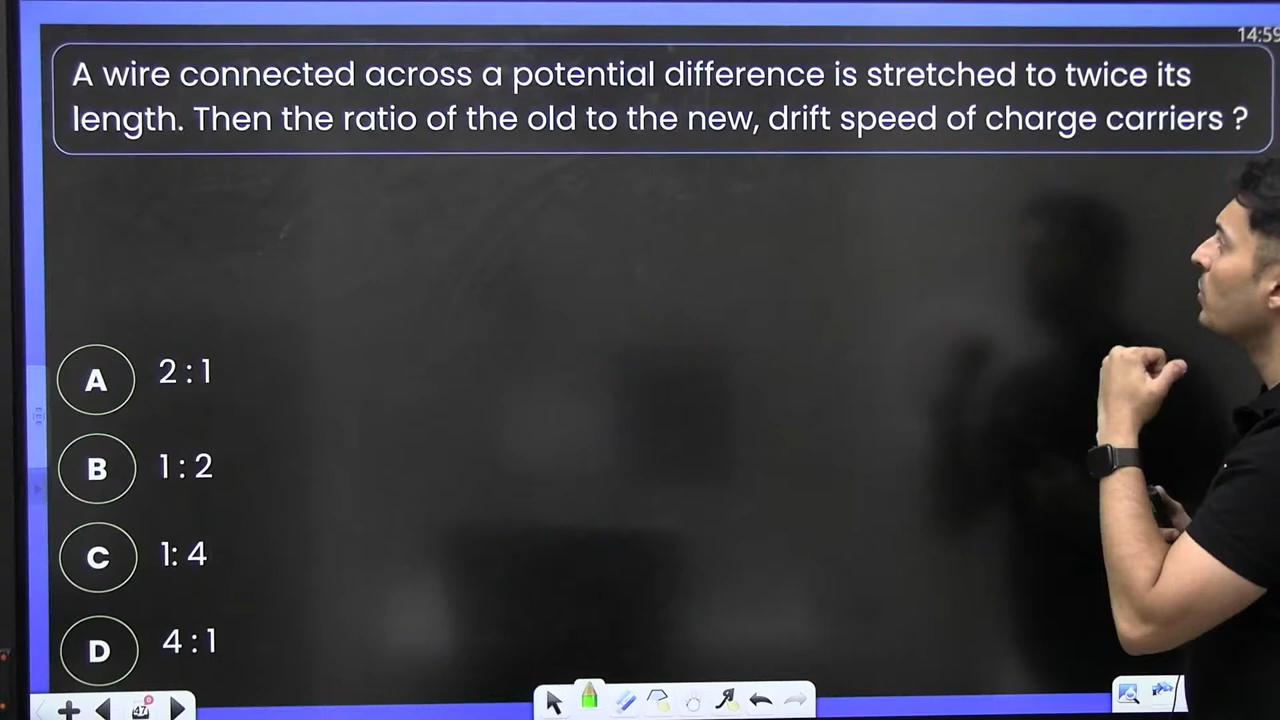 14:59
A wire connected across a potential difference is stretched to twice its
length. Then the ratio of the old to the new, drift speed of charge carriers ?
A 2 : 1
B 1 : 2
C 1: 4
D 4 : 1
47